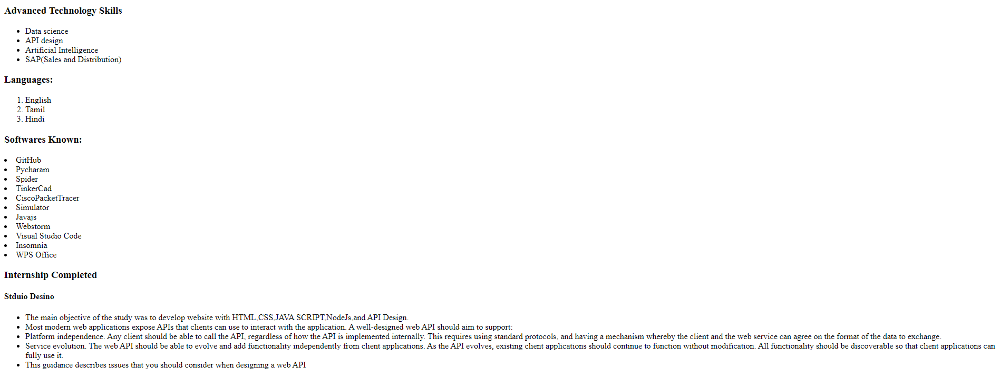 Advanced Technology Skills
• Data science
• API design
• Artificial Intelligence
• SAP(Sales and Distribution)
Languages:
1. English
2. Tamil
3. Hindi
Softwares Known:
• GitHub
• Pycharam
• Spider
• TinkerCad
• CiscoPacketTracer
• Simulator
• Javajs
• Webstorm
• Visual Studio Code
• Insomnia
• WPS Office
Internship Completed
Stduio Desino
• The main objective of the study was to develop website with HTML,CSS,JAVA SCRIPT,NodeJs,and API Design.
• Most modern web applications expose APIs that clients can use to interact with the application. A well-designed web API should aim to support:
• Platform independence. Any client should be able to call the API, regardless of how the API is implemented internally. This requires using standard protocols, and having a mechanism whereby the client and the web service can agree on the format of the data to exchange.
• Service evolution. The web API should be able to evolve and add functionality independently from client applications. As the API evolves, existing client applications should continue to function without modification. All functionality should be discoverable so that client applications can
fully use it.
• This guidance describes issues that you should consider when designing a web API